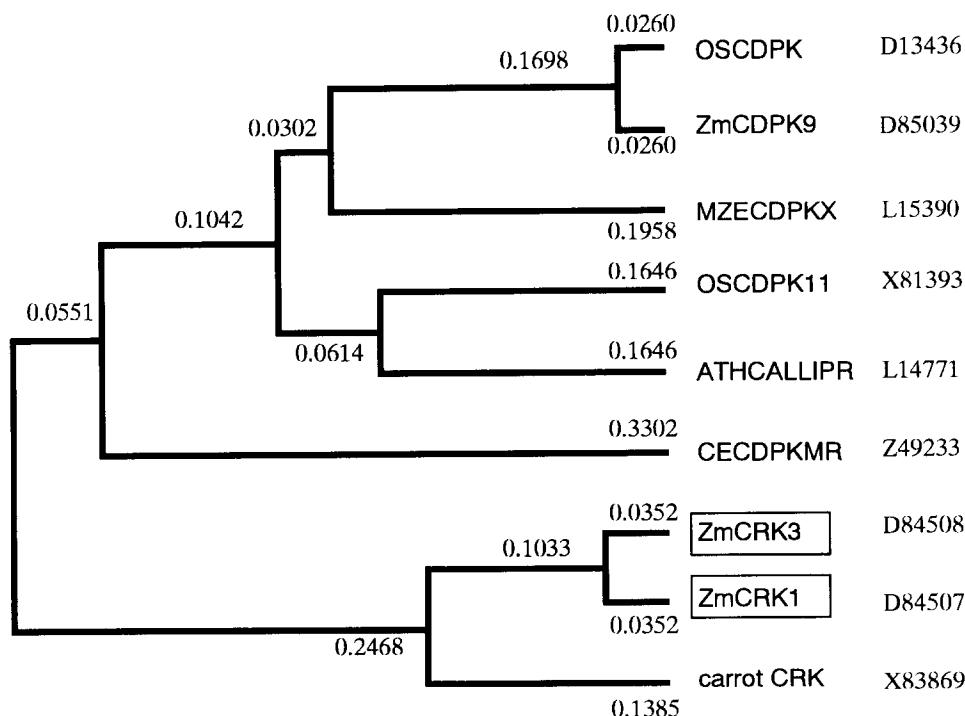 0.0260
OSCDPK D13436
0.1698
0.0302
ZmCDPK9 D85039
0.0260
MZECDPKX L15390
0.1958
0.1042
0.1646
OSCDPK11 X81393
0.0551
0.0614
0.1646
ATHCALLIPR L14771
0.3302
CECDPKMR Z49233
0.0352
ZmCRK3 D84508
0.1033
ZmCRK1 D84507
0.0352
0.2468
carrot CRK X83869
0.1385